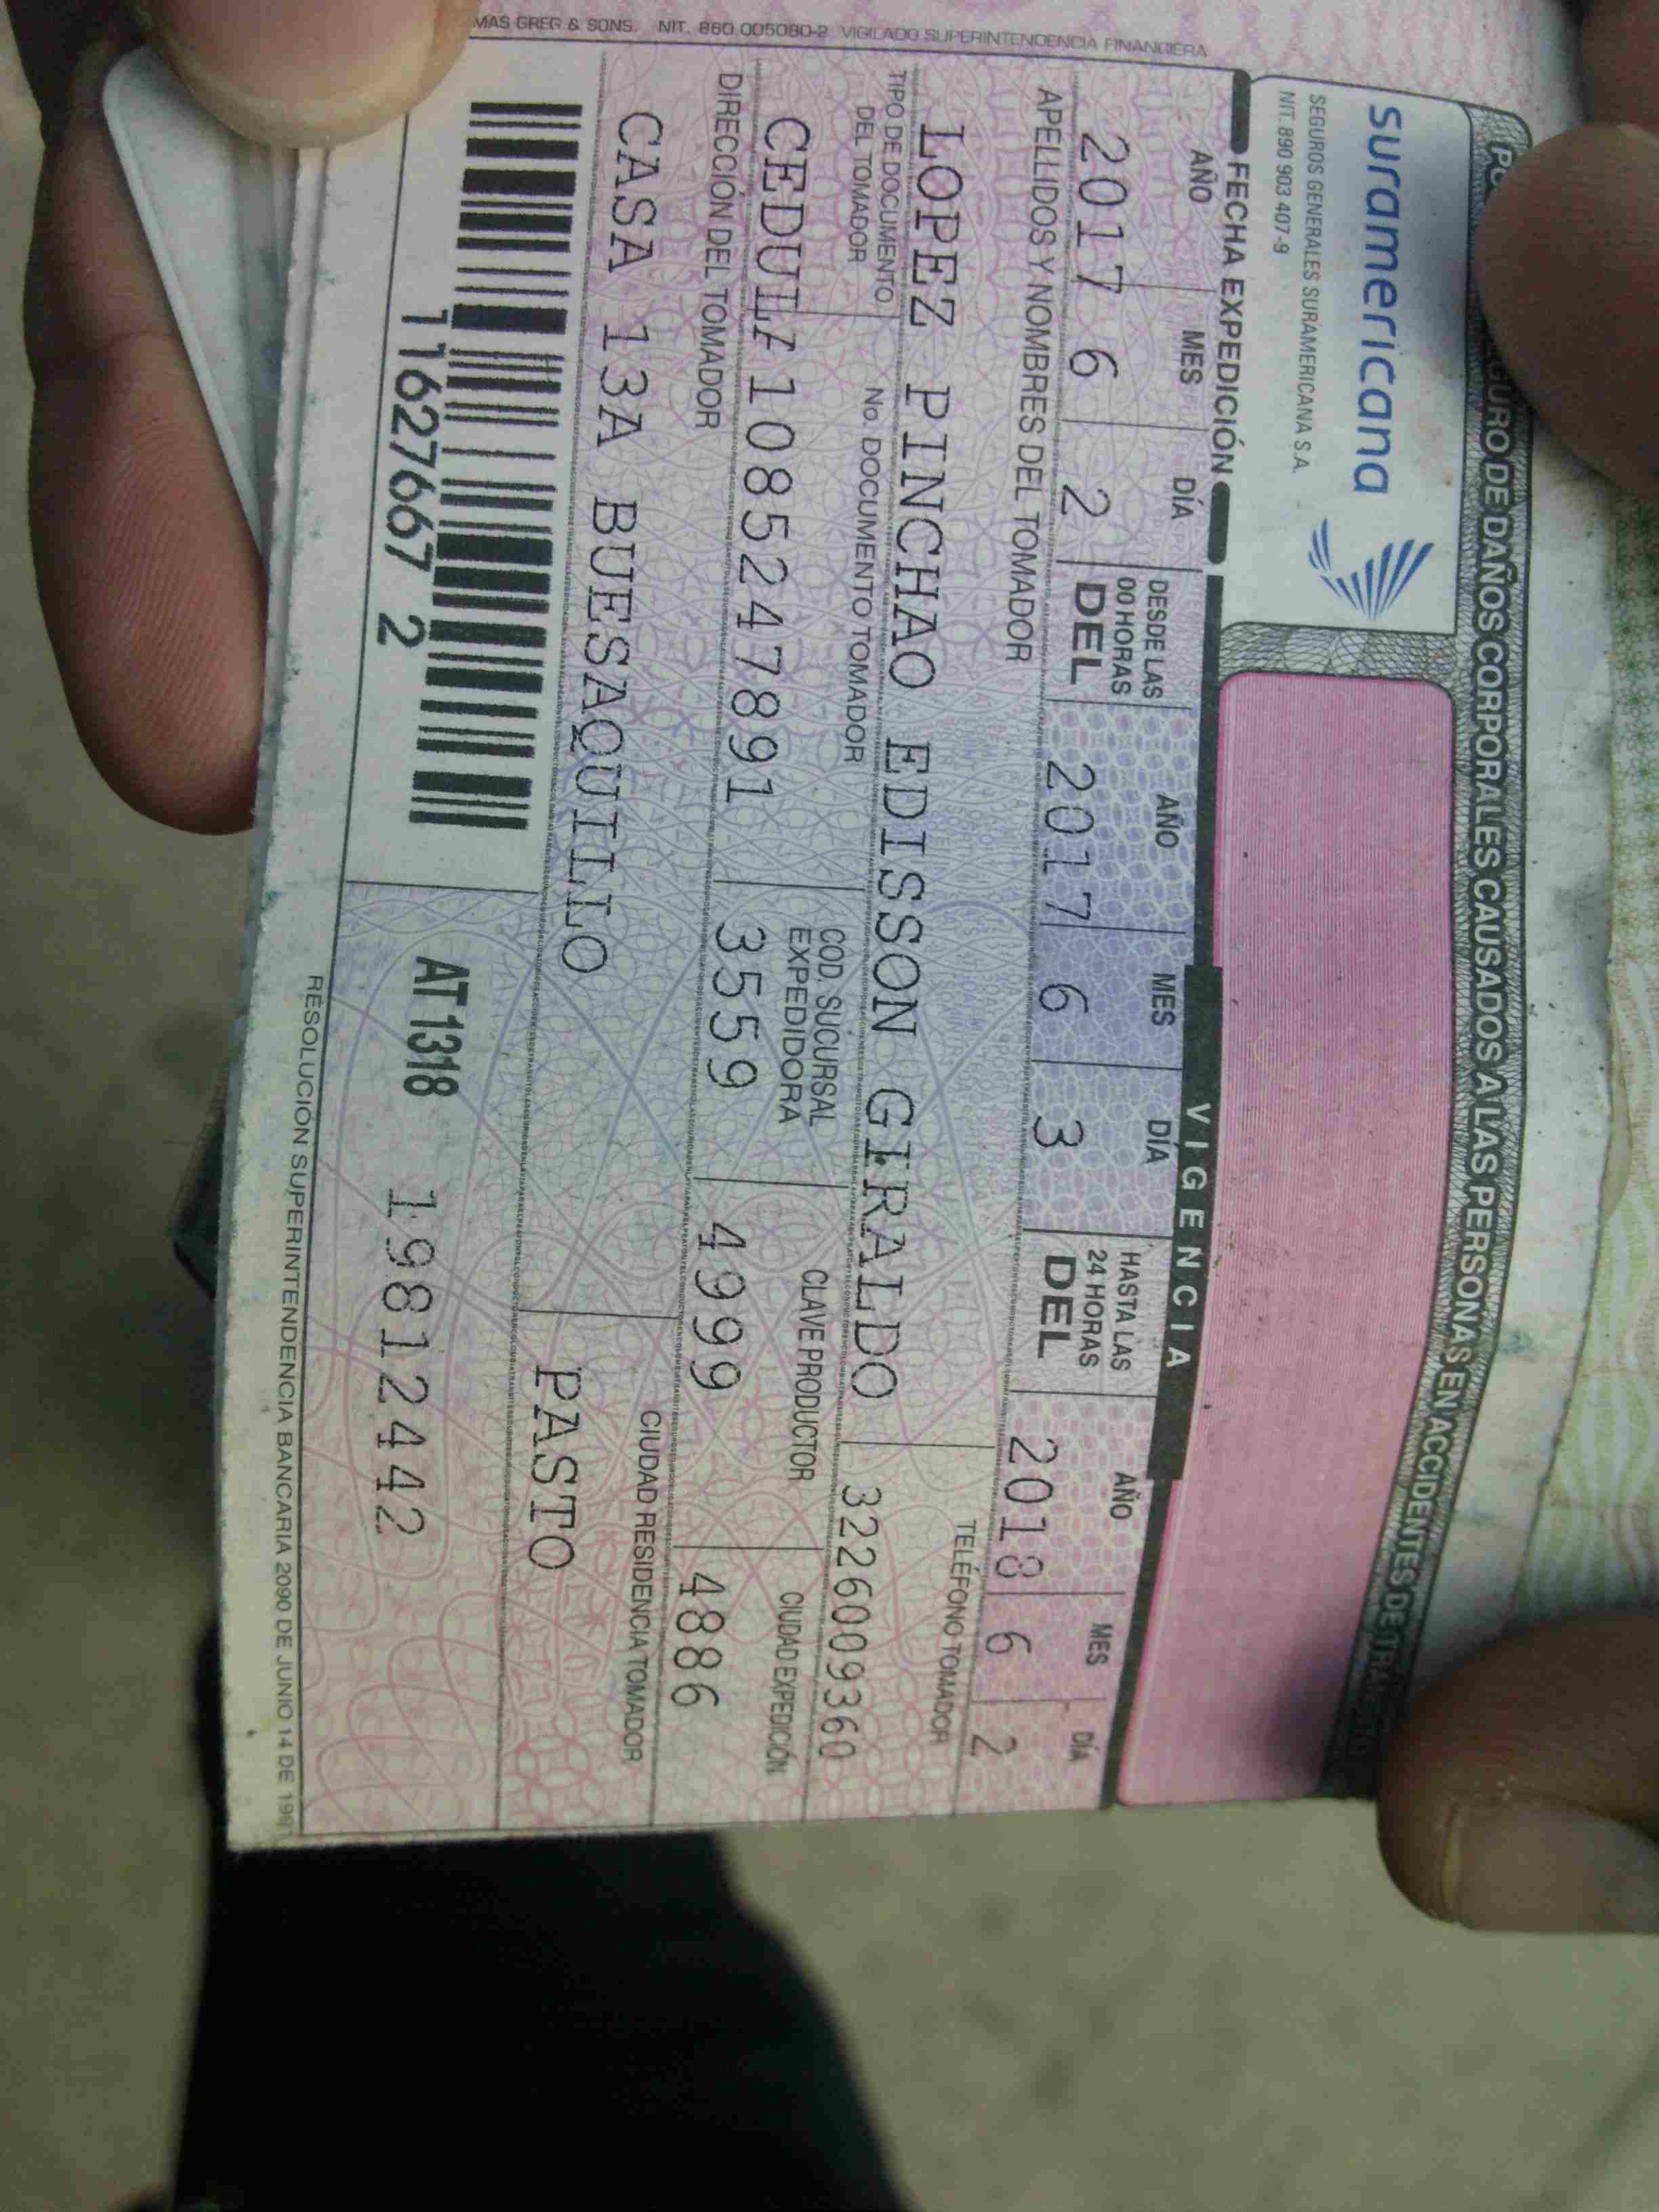 SEGURO DE DAÑOS CORPORALES CAUSADOS A LAS PERSONAS EN ACCIDENTES DE TRÁNSITO
suramericana
SEGUROS GENERALES SURAMERICANA S.A.
NIT. 890 903 407-9
FECHA EXPEDICIÓN
VIGENCIA
AÑO MES DÍA DESDE LAS 00 HORAS DEL AÑO MES DÍA HASTA LAS 24 HORAS DEL AÑO MES DÍA
2017 6 2 2017 6 3 2018 6 2
APELLIDOS Y NOMBRES DEL TOMADOR TELÉFONO TOMADOR
LOPEZ PINCHAO EDISSON GIRALDO 3226009360
TIPO DE DOCUMENTO DEL TOMADOR No. DOCUMENTO TOMADOR COD. SUCURSAL EXPEDIDORA CLAVE PRODUCTOR CIUDAD EXPEDICIÓN
CEDULA 1085247891 3559 4999 4886
DIRECCIÓN DEL TOMADOR CIUDAD RESIDENCIA TOMADOR
CASA 13A BUESAQUILLO PASTO
11627667 2 AT 1318 19812442
RESOLUCIÓN SUPERINTENDENCIA BANCARIA 2090 DE JUNIO 14 DE
MAS GREG & SONS. NIT. 860.005080-2 VIGILADO SUPERINTENDENCIA FINANCIERA